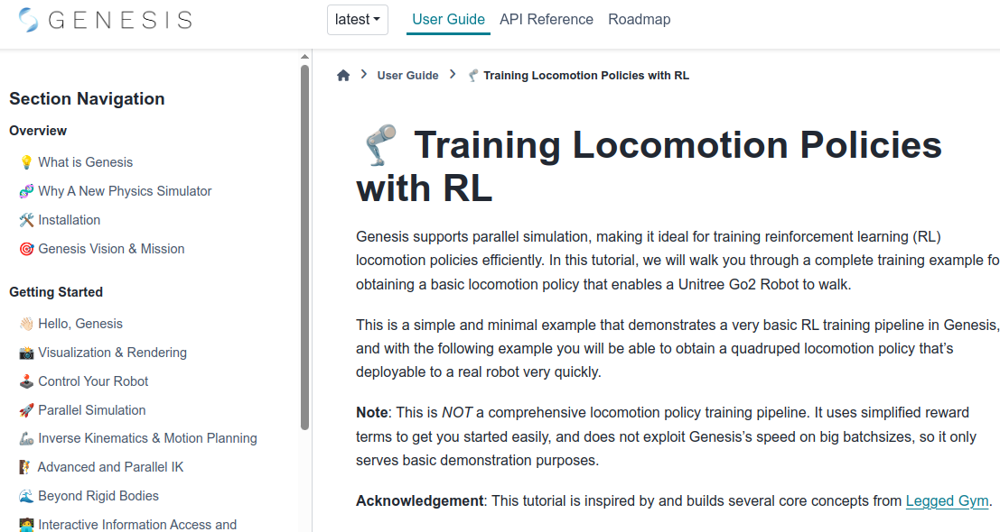 GENESIS
latest
User Guide
API Reference
Roadmap
Section Navigation
Overview
What is Genesis
Why A New Physics Simulator
Installation
Genesis Vision & Mission
Getting Started
Hello, Genesis
Visualization & Rendering
Control Your Robot
Parallel Simulation
Inverse Kinematics & Motion Planning
Advanced and Parallel IK
Beyond Rigid Bodies
Interactive Information Access and
User Guide
Training Locomotion Policies with RL
Training Locomotion Policies
with RL
Genesis supports parallel simulation, making it ideal for training reinforcement learning (RL)
locomotion policies efficiently. In this tutorial, we will walk you through a complete training example fo
obtaining a basic locomotion policy that enables a Unitree Go2 Robot to walk.
This is a simple and minimal example that demonstrates a very basic RL training pipeline in Genesis,
and with the following example you will be able to obtain a quadruped locomotion policy that’s
deployable to a real robot very quickly.
Note: This is NOT a comprehensive locomotion policy training pipeline. It uses simplified reward
terms to get you started easily, and does not exploit Genesis’s speed on big batchsizes, so it only
serves basic demonstration purposes.
Acknowledgement: This tutorial is inspired by and builds several core concepts from Legged Gym.